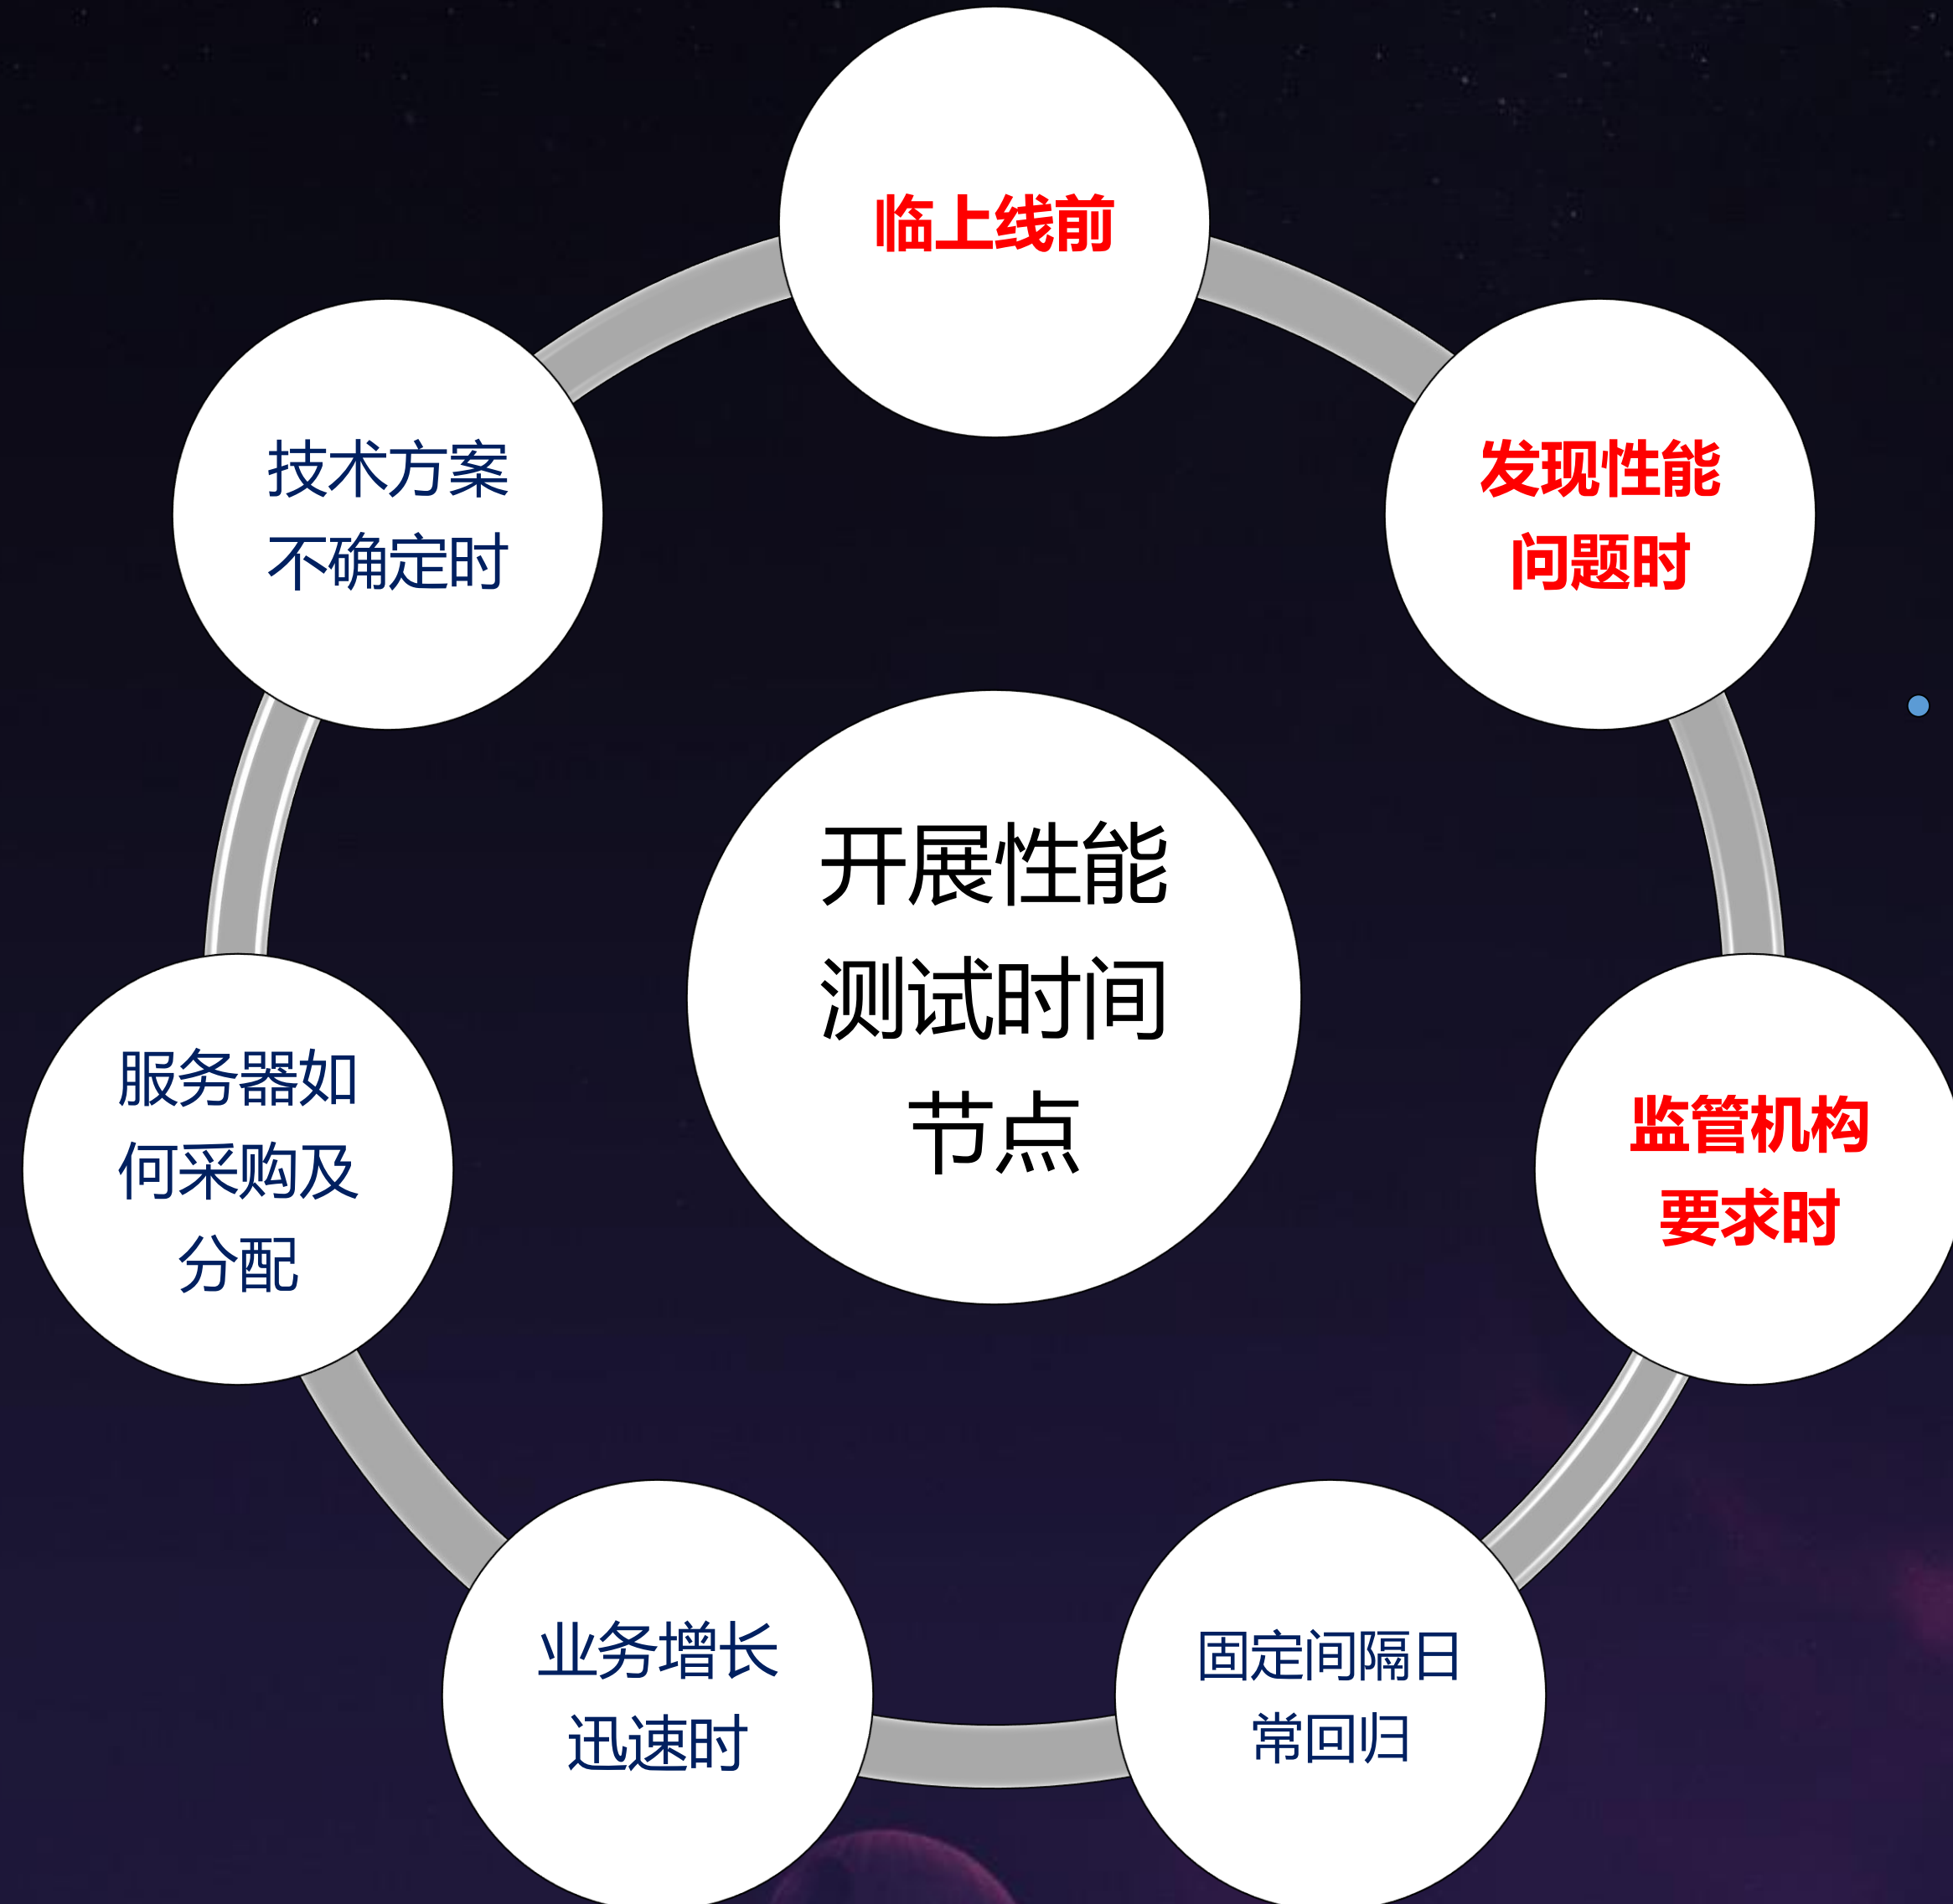 临上线前
发现性能
问题时
监管机构
要求时
固定间隔日
常回归
业务增长
迅速时
服务器如
何采购及
分配
技术方案
不确定时
开展性能
测试时间
节点